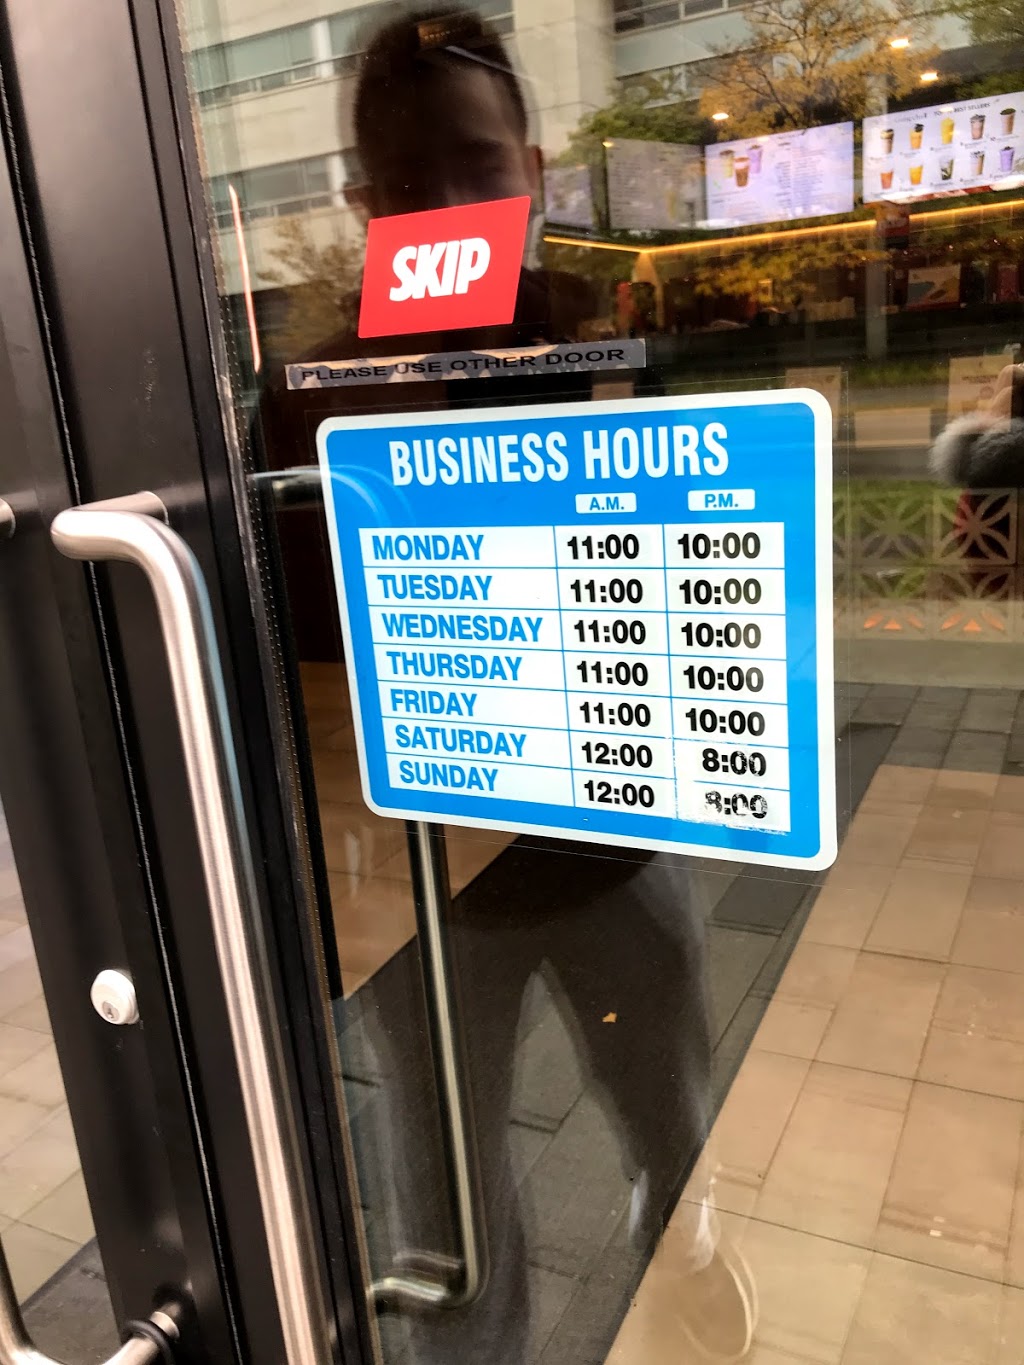 SKIP
PLEASE USE OTHER DOOR
BUSINESS HOURS
A.M. P.M.
MONDAY 11:00 10:00
TUESDAY 11:00 10:00
WEDNESDAY 11:00 10:00
THURSDAY 11:00 10:00
FRIDAY 11:00 10:00
SATURDAY 12:00 8:00
SUNDAY 12:00 8:00